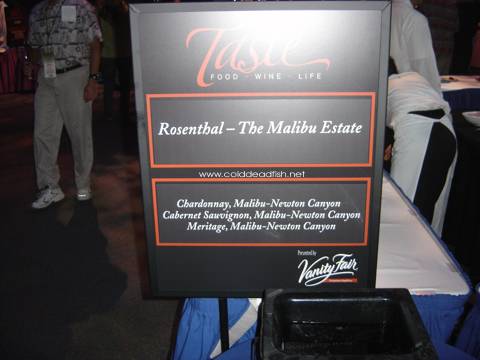 Taste
FOOD · WINE · LIFE
Rosenthal – The Malibu Estate
www.colddeadfish.net
Chardonnay, Malibu-Newton Canyon
Cabernet Sauvignon, Malibu-Newton Canyon
Meritage, Malibu-Newton Canyon
Presented by
Vanity Fair